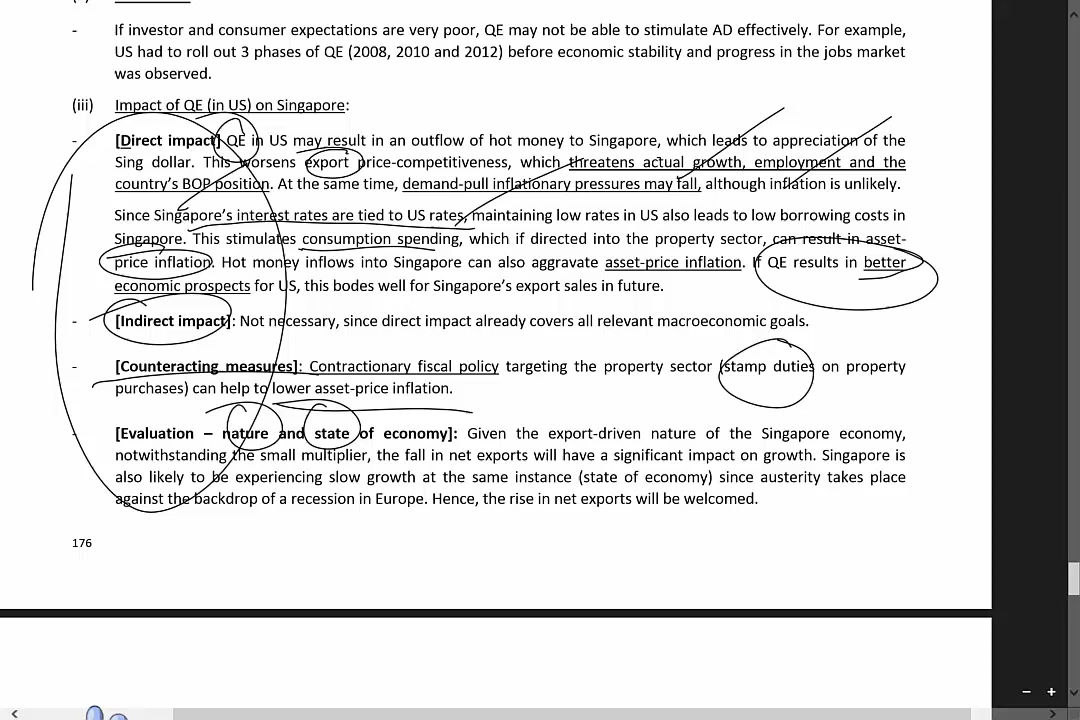 - If investor and consumer expectations are very poor, QE may not be able to stimulate AD effectively. For example,
US had to roll out 3 phases of QE (2008, 2010 and 2012) before economic stability and progress in the jobs market
was observed.
(iii) Impact of QE (in US) on Singapore:
- [Direct impact] QE in US may result in an outflow of hot money to Singapore, which leads to appreciation of the
Sing dollar. This worsens export price-competitiveness, which threatens actual growth, employment and the
country's BOP position. At the same time, demand-pull inflationary pressures may fall, although inflation is unlikely.
Since Singapore's interest rates are tied to US rates, maintaining low rates in US also leads to low borrowing costs in
Singapore. This stimulates consumption spending, which if directed into the property sector, can result in asset-
price inflation. Hot money inflows into Singapore can also aggravate asset-price inflation. If QE results in better
economic prospects for US, this bodes well for Singapore's export sales in future.
- [Indirect impact]: Not necessary, since direct impact already covers all relevant macroeconomic goals.
- [Counteracting measures]: Contractionary fiscal policy targeting the property sector (stamp duties on property
purchases) can help to lower asset-price inflation.
- [Evaluation – nature and state of economy]: Given the export-driven nature of the Singapore economy,
notwithstanding the small multiplier, the fall in net exports will have a significant impact on growth. Singapore is
also likely to be experiencing slow growth at the same instance (state of economy) since austerity takes place
against the backdrop of a recession in Europe. Hence, the rise in net exports will be welcomed.
176